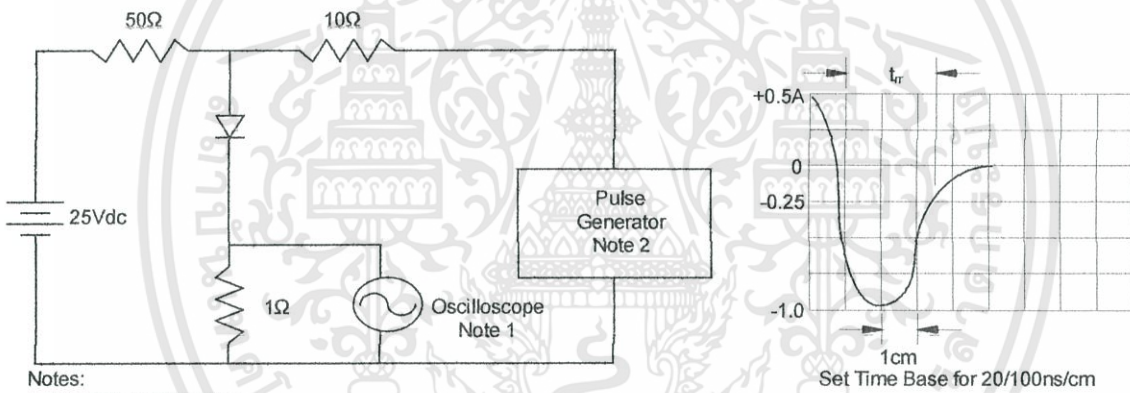 50Ω
10Ω
25Vdc
1Ω
Oscilloscope
Note 1
Pulse
Generator
Note 2
Notes:
trr
+0.5A
0
-0.25
-1.0
1cm
Set Time Base for 20/100ns/cm